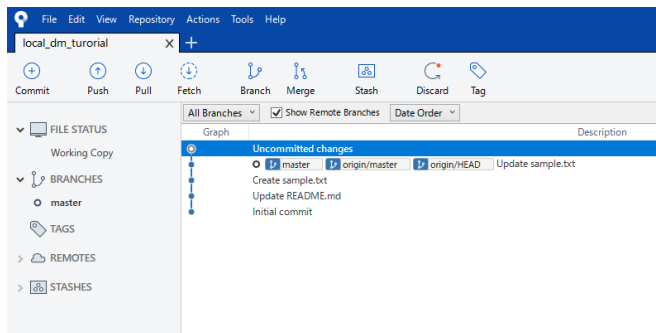 File Edit View Repository Actions Tools Help
local_dm_turorial X +
Commit Push Pull Fetch Branch Merge Stash Discard Tag
All Branches Show Remote Branches Date Order
FILE STATUS
Working Copy
BRANCHES
master
TAGS
REMOTES
STASHES
Graph Description
Uncommitted changes
master origin/master origin/HEAD Update sample.txt
Create sample.txt
Update README.md
Initial commit